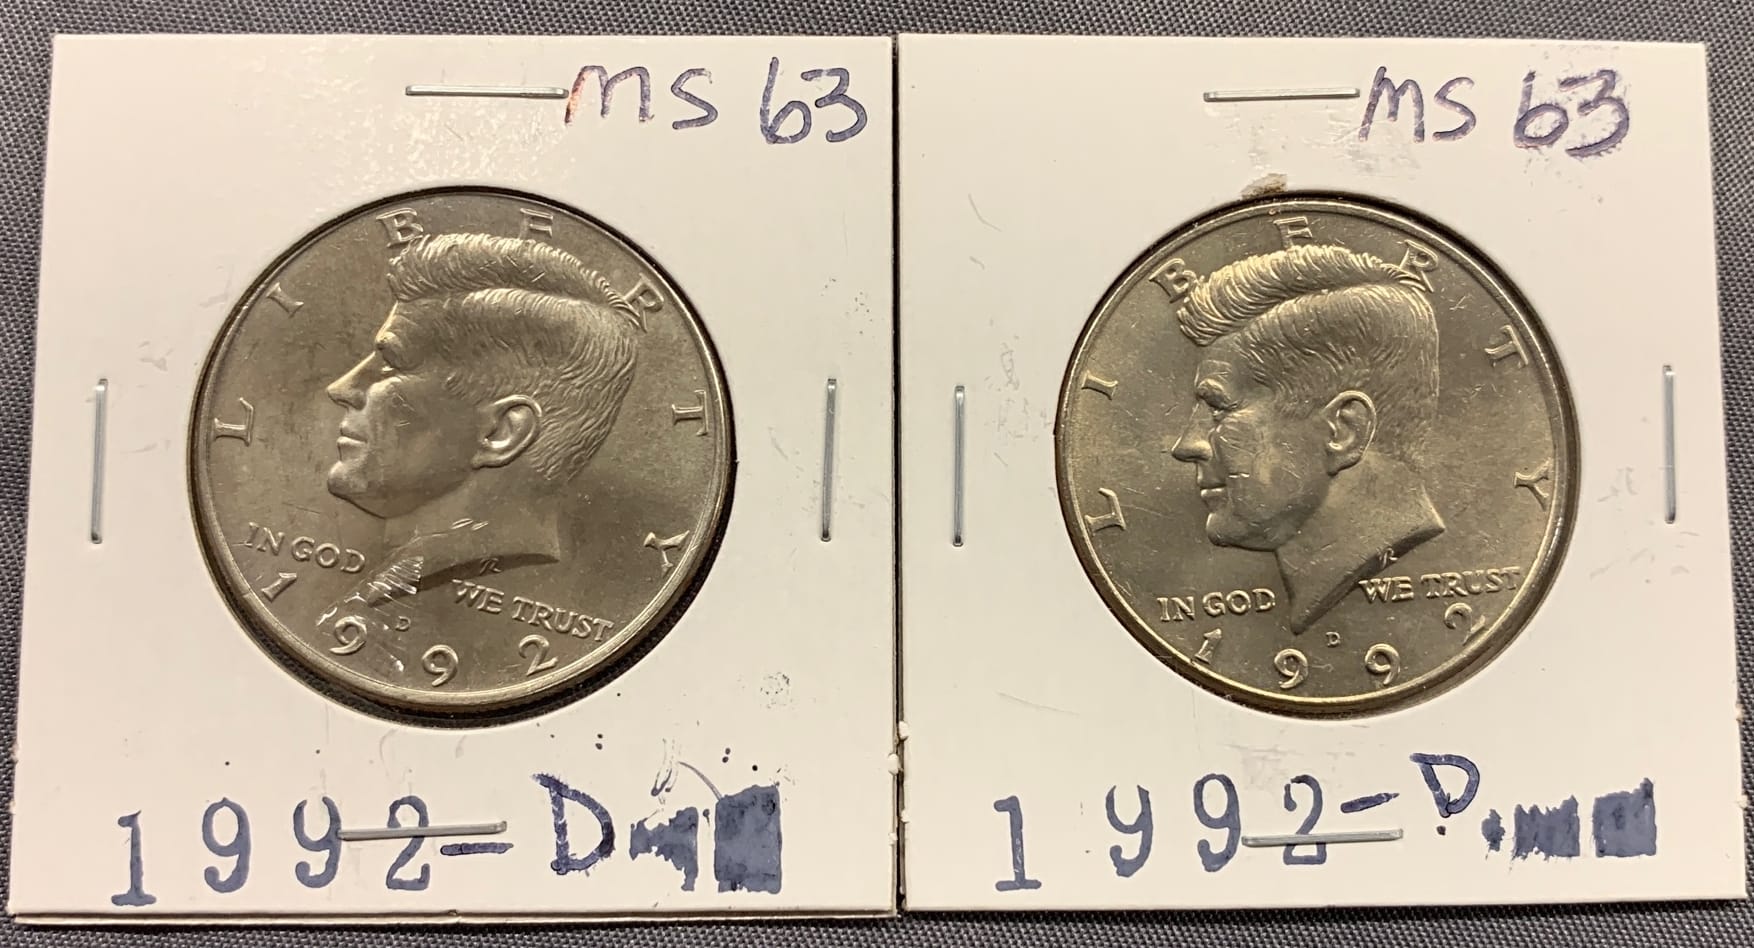 MS 63
LIBERTY
IN GOD WE TRUST
D
1992
1992-D
MS 63
LIBERTY
IN GOD WE TRUST
D
1992
1992-D